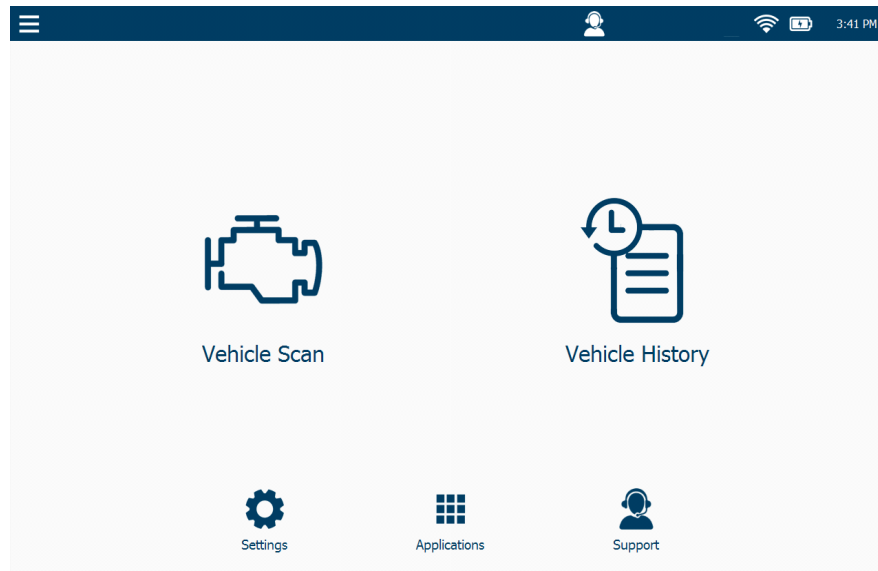 3:41 PM
Vehicle Scan
Vehicle History
Settings
Applications
Support